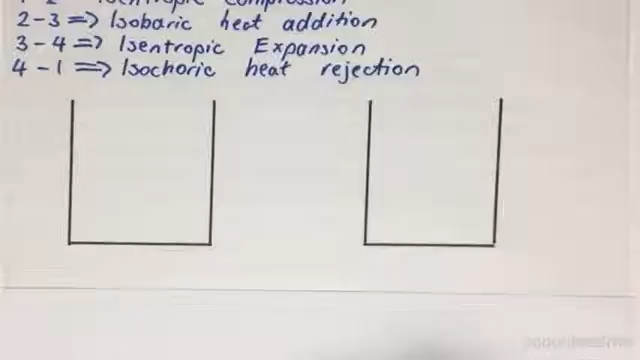 2-3 => Isobaric heat addition
3-4 => Isentropic Expansion
4-1 => Isochoric heat rejection